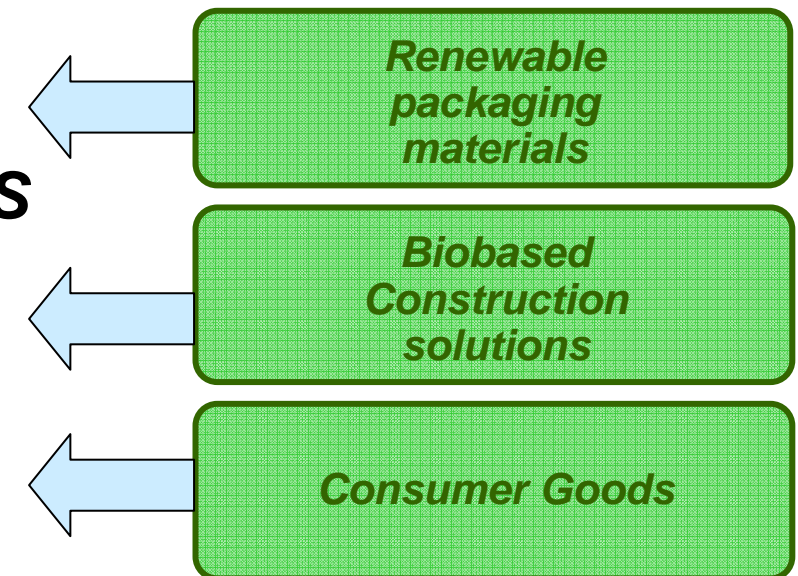 Renewable
packaging
materials
s
Biobased
Construction
solutions
Consumer Goods